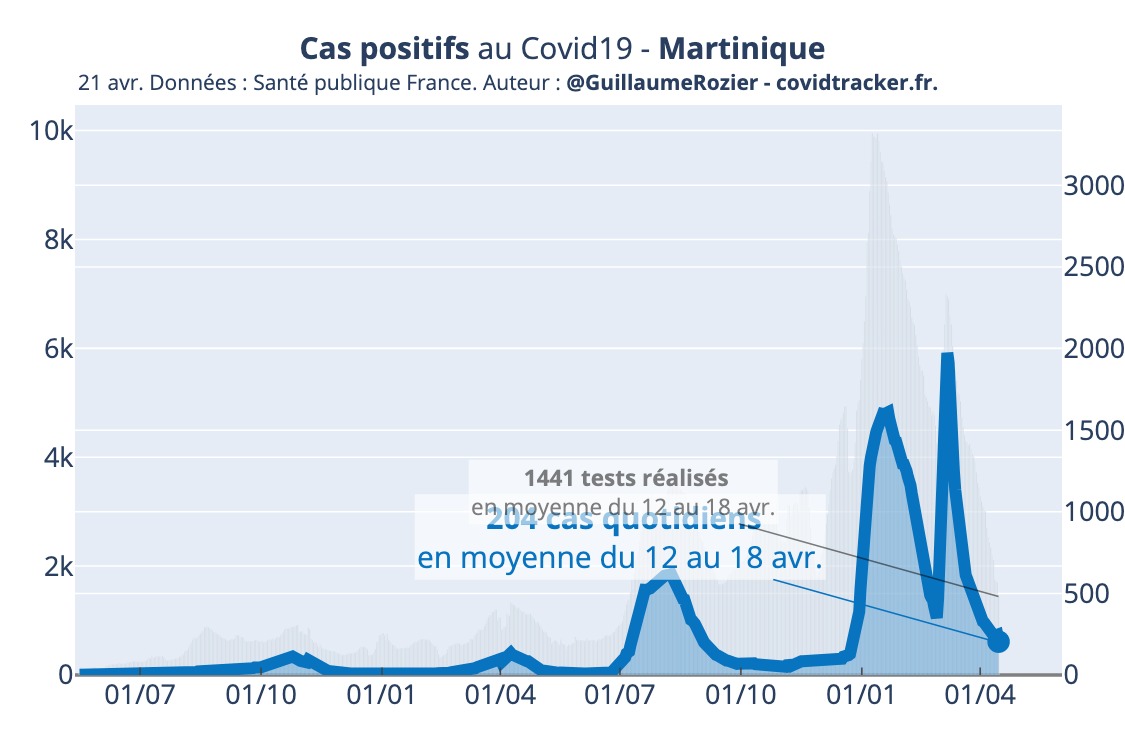 Cas positifs au Covid19 - Martinique
21 avr. Données : Santé publique France. Auteur : @GuillaumeRozier - covidtracker.fr.
10k
8k
6k
4k
2k
0
3000
2500
2000
1500
1000
500
0
1441 tests réalisés
en moyenne du 12 au 18 avr.
204 cas quotidiens
en moyenne du 12 au 18 avr.
01/07 01/10 01/01 01/04 01/07 01/10 01/01 01/04